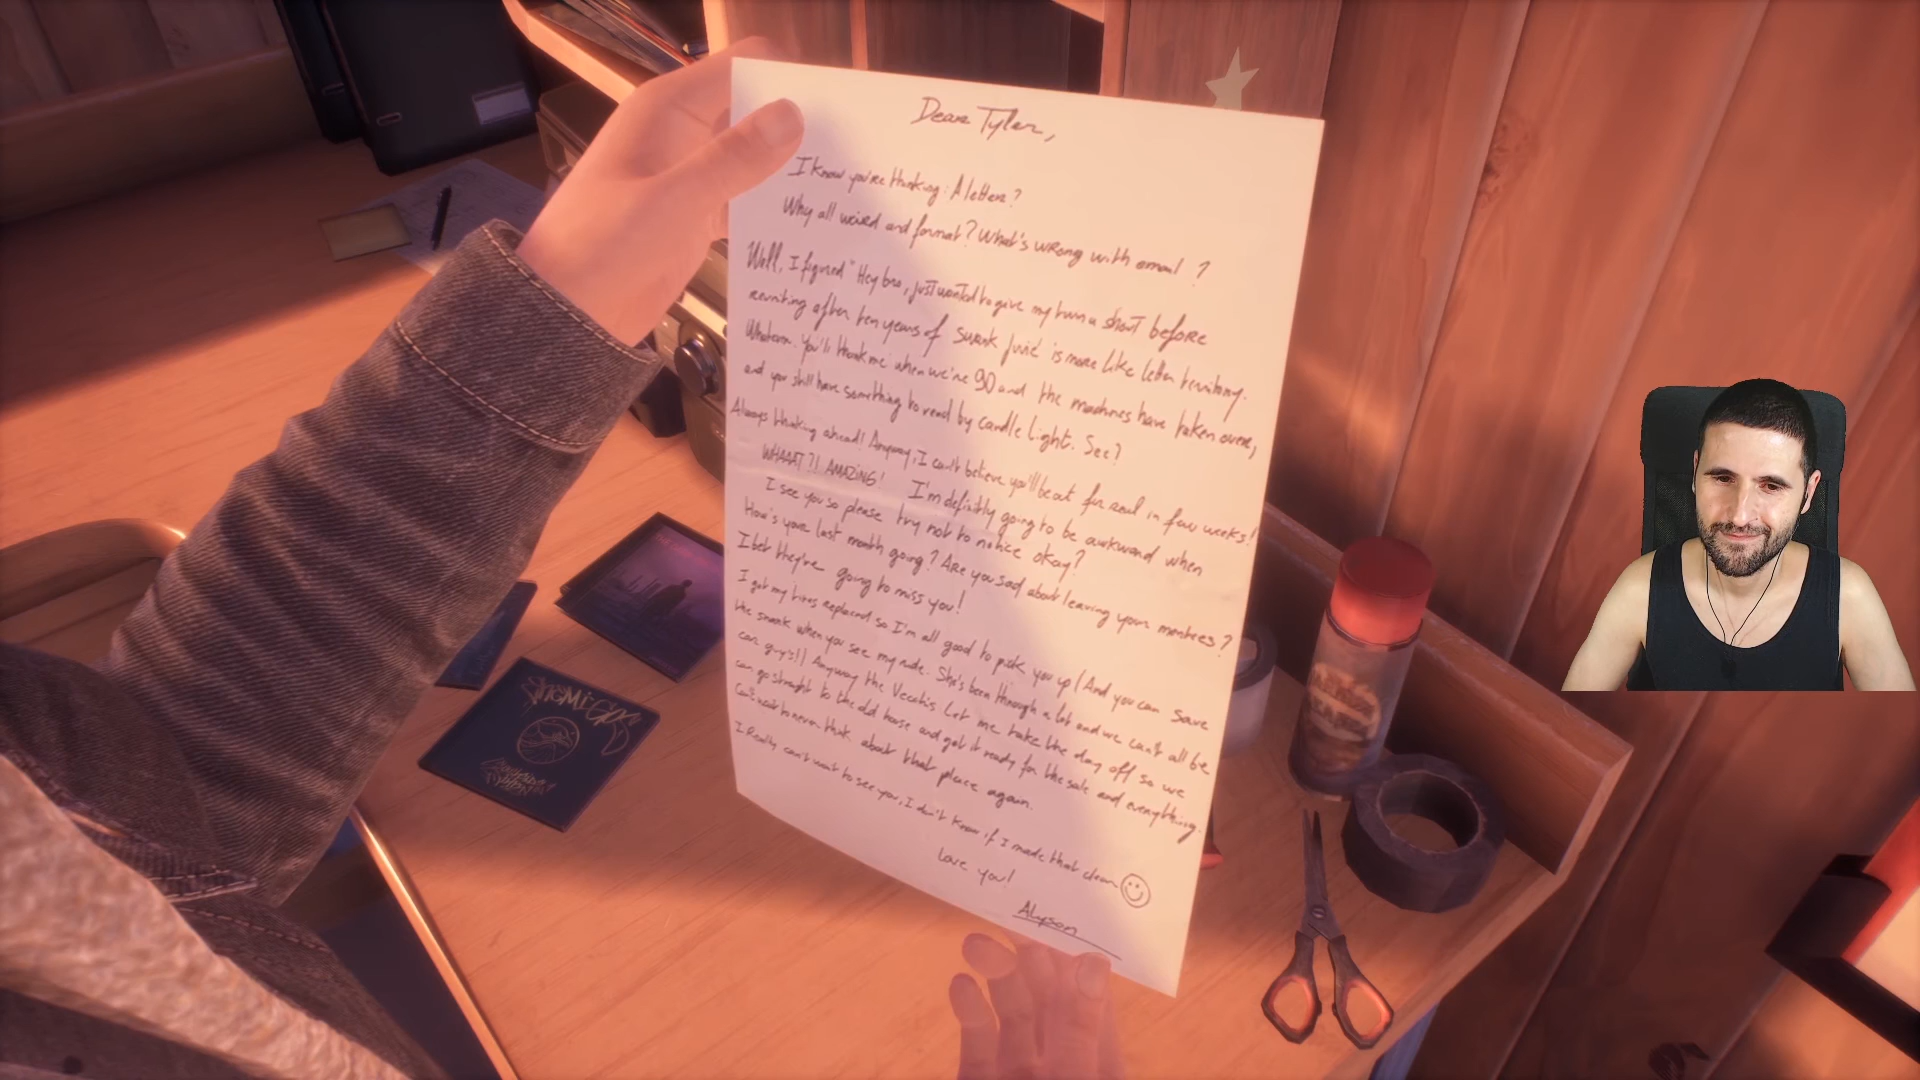 Dear Tyler,
I know you're thinking: A letter?
Why all weird and formal? What's wrong with email?
Well, I figured "Hey bro, just wanted to give my twin a shout before
reuniting after ten years of swank juvie" is more like letter territory.
Whatever. You'll thank me when we're 90 and the machines have taken over,
and you still have something to read by candle light. See?
Always thinking ahead! Anyway, I can't believe you'll be out for real in few weeks!
WHAAAT?! AMAZING! I'm definitly going to be awkward when
I see you so please try not to notice okay?
How's your last month going? Are you sad about leaving your mentees?
I bet they're going to miss you!
I got my tires replaced so I'm all good to pick you up! And you can save
the snark when you see my ride. She's been through a lot and we can't all be
car guys!! Anyway the Vecchis let me take the day off so we
can go straight to the old house and get it ready for the sale and everything.
Can't wait to never think about that place again.
I Really can't wait to see you, I don't know if I made that clear
Love you!
Alyson